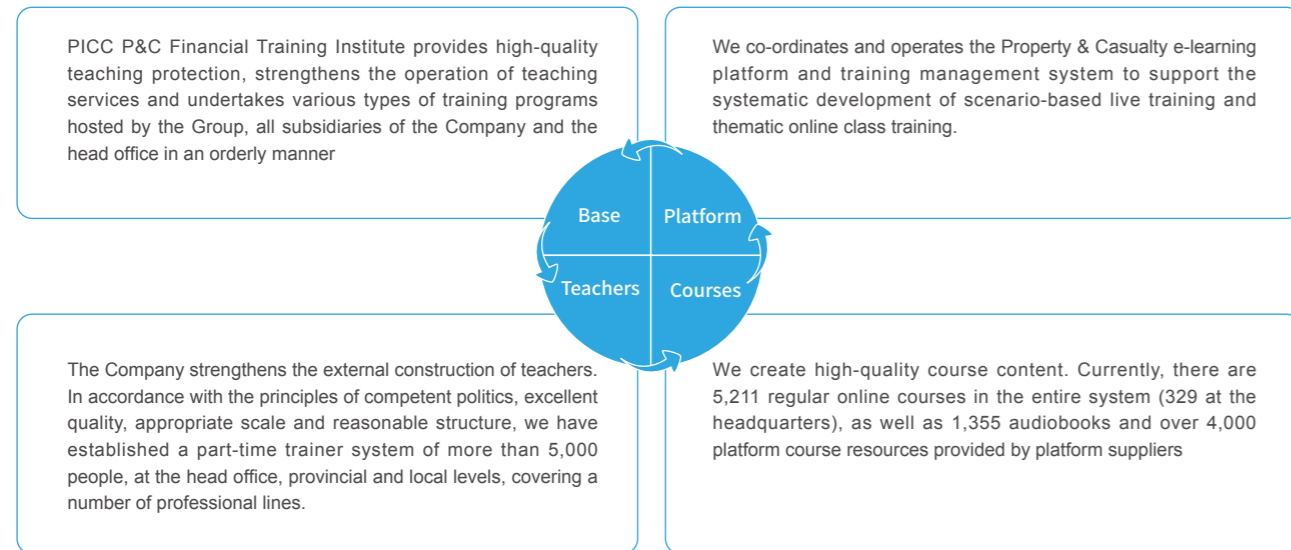 PICC P&C Financial Training Institute provides high-quality
teaching protection, strengthens the operation of teaching
services and undertakes various types of training programs
hosted by the Group, all subsidiaries of the Company and the
head office in an orderly manner
We co-ordinates and operates the Property & Casualty e-learning
platform and training management system to support the
systematic development of scenario-based live training and
thematic online class training.
Base
Platform
Teachers
Courses
The Company strengthens the external construction of teachers.
In accordance with the principles of competent politics, excellent
quality, appropriate scale and reasonable structure, we have
established a part-time trainer system of more than 5,000
people, at the head office, provincial and local levels, covering a
number of professional lines.
We create high-quality course content. Currently, there are
5,211 regular online courses in the entire system (329 at the
headquarters), as well as 1,355 audiobooks and over 4,000
platform course resources provided by platform suppliers